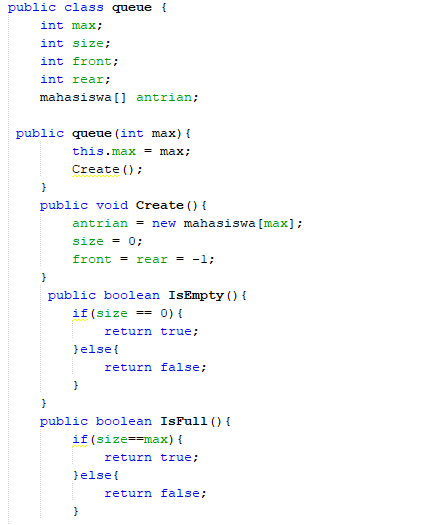 public class queue {
    int max;
    int size;
    int front;
    int rear;
    mahasiswa[] antrian;
 public queue(int max){
        this.max = max;
        Create();
    }
    public void Create(){
        antrian = new mahasiswa[max];
        size = 0;
        front = rear = -1;
    }
     public boolean IsEmpty(){
        if(size == 0){
            return true;
        }else{
            return false;
        }
    }
    public boolean IsFull(){
        if(size==max){
            return true;
        }else{
            return false;
        }